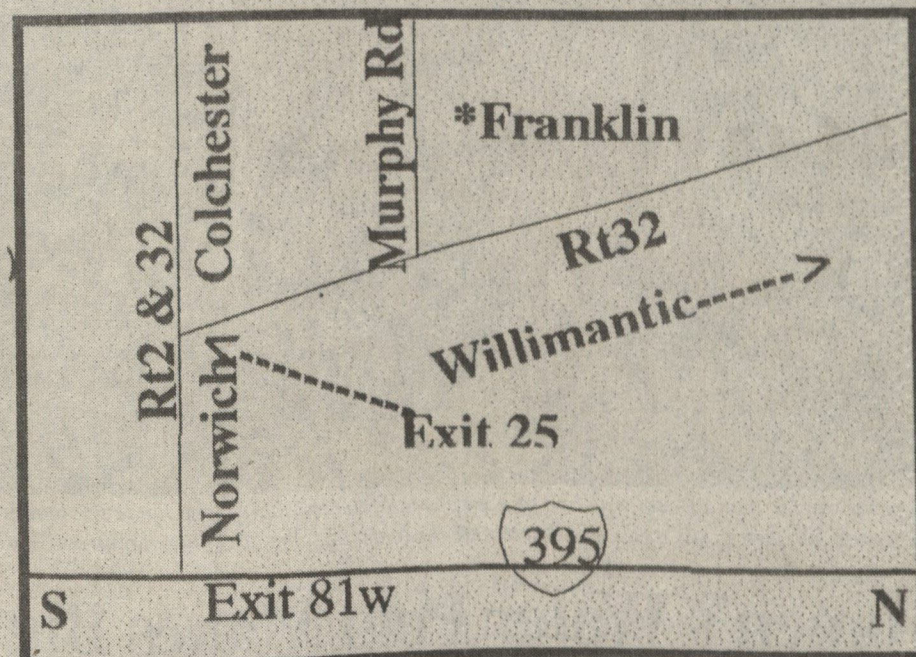 Colchester
Murphy Rd
*Franklin
Rt32
Rt2 & 32
Willimantic
Norwich
Exit 25
395
S
Exit 81w
N